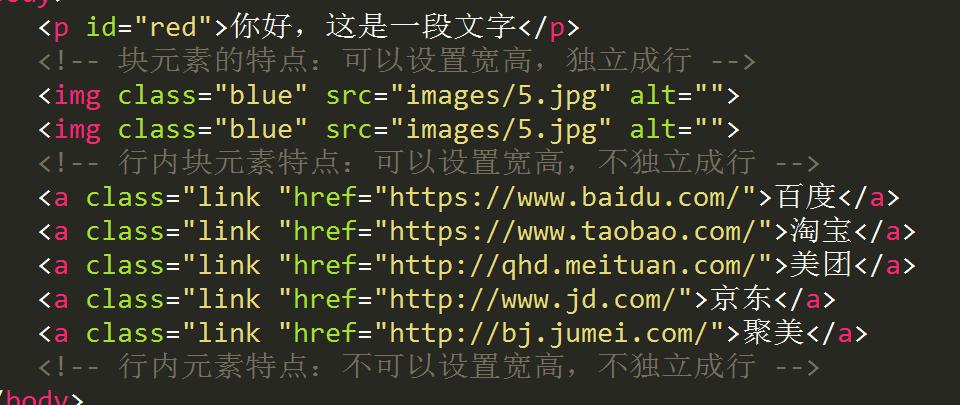 <p id="red">你好，这是一段文字</p>
<!-- 块元素的特点：可以设置宽高，独立成行 -->
<img class="blue" src="images/5.jpg" alt="">
<img class="blue" src="images/5.jpg" alt="">
<!-- 行内块元素特点：可以设置宽高，不独立成行 -->
<a class="link "href="https://www.baidu.com/">百度</a>
<a class="link "href="https://www.taobao.com/">淘宝</a>
<a class="link "href="http://qhd.meituan.com/">美团</a>
<a class="link "href="http://www.jd.com/">京东</a>
<a class="link "href="http://bj.jumei.com/">聚美</a>
<!-- 行内元素特点：不可以设置宽高，不独立成行 -->
/body>